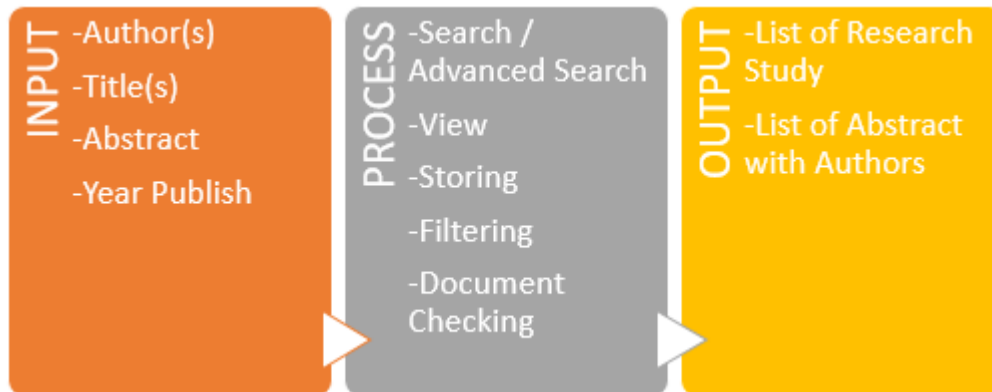 INPUT
-Author(s)
-Title(s)
-Abstract
-Year Publish
PROCESS
-Search /
Advanced Search
-View
-Storing
-Filtering
-Document
Checking
OUTPUT
-List of Research
Study
-List of Abstract
with Authors